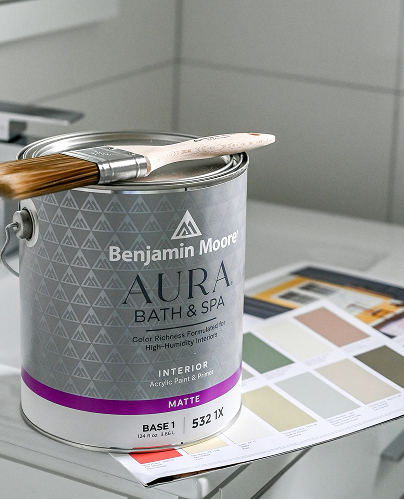 Benjamin Moore®
AURA®
BATH & SPA
Color Richness Formulated for
High-Humidity Interiors
INTERIOR
Acrylic Paint & Primer
MATTE
BASE 1 532 1X